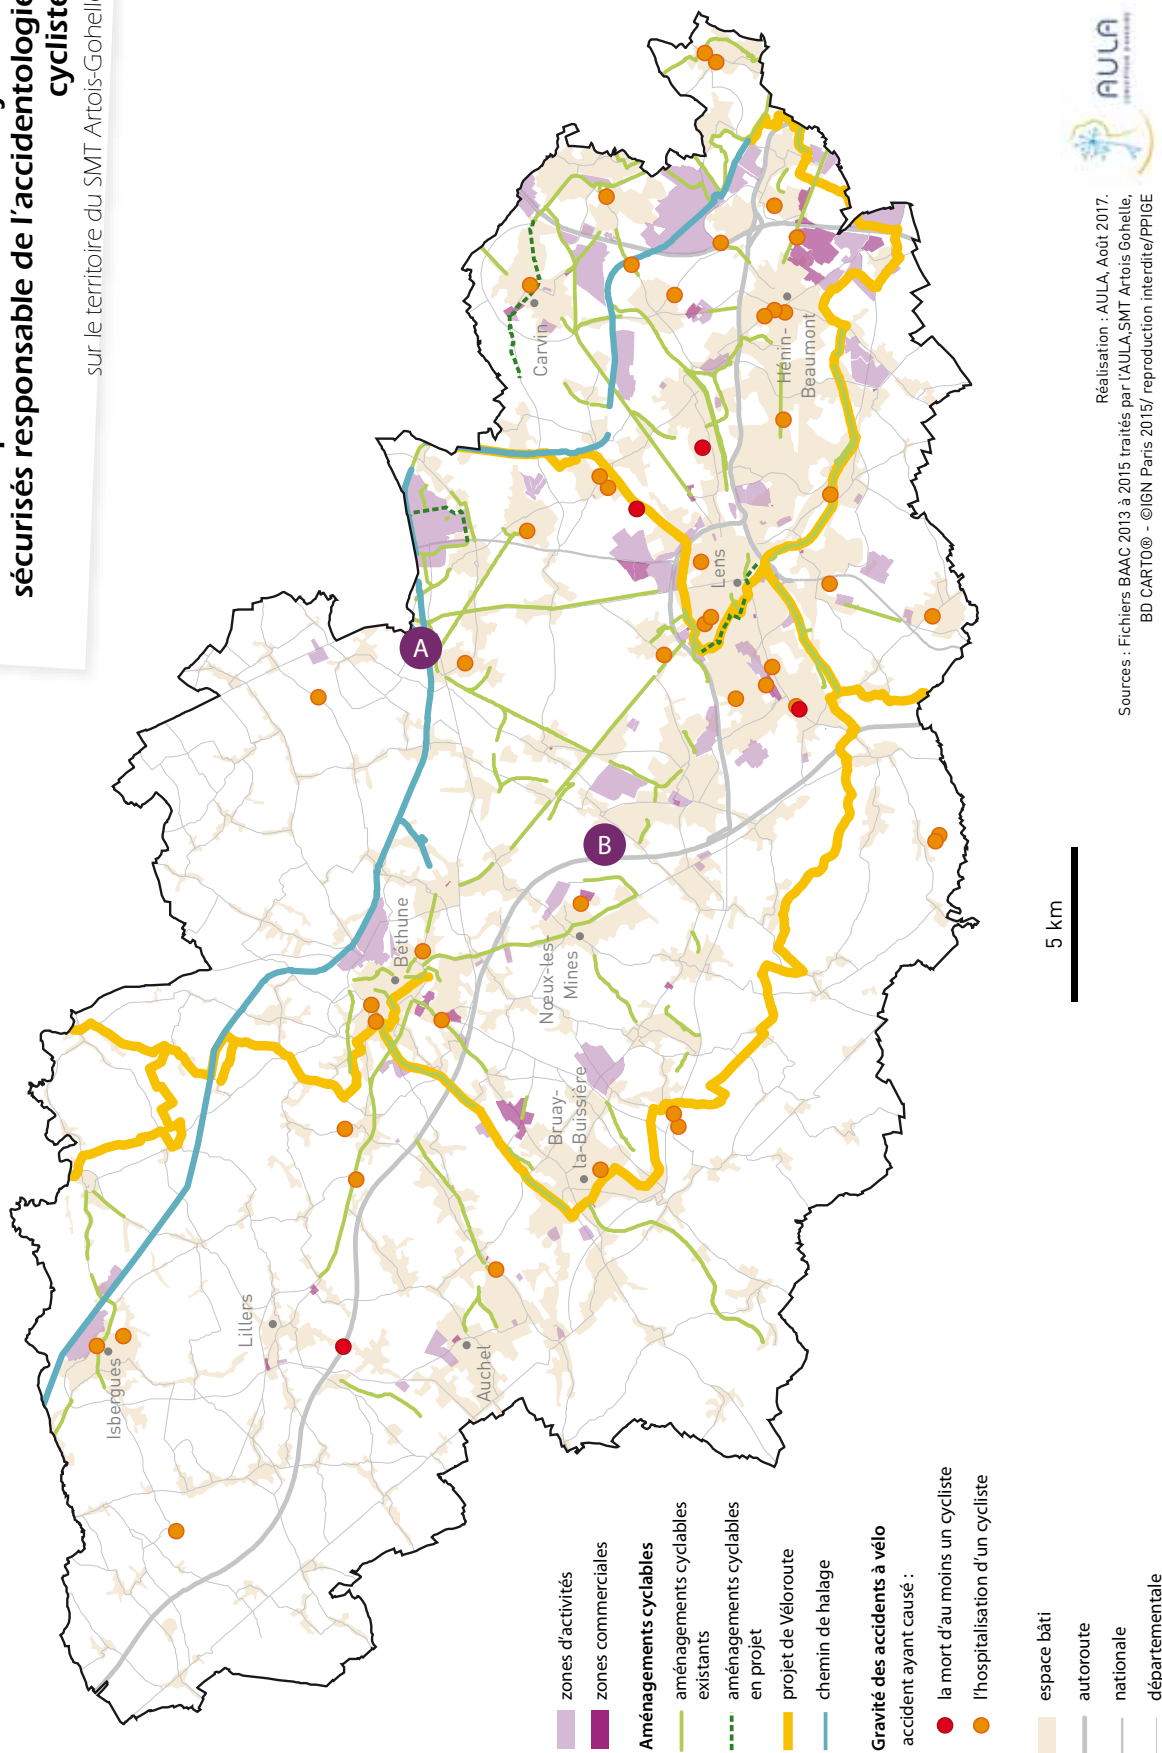 sécurisés responsable de l'accidentologie
cycliste
sur le territoire du SMT Artois-Gohelle
A
B
Isbergues
Lillers
Auchel
Béthune
Nœux-les-
Mines
Bruay-
la-Buissière
Carvin
Lens
Hénin-
Beaumont
zones d'activités
zones commerciales
Aménagements cyclables
aménagements cyclables
existants
aménagements cyclables
en projet
projet de Véloroute
chemin de halage
Gravité des accidents à vélo
accident ayant causé :
la mort d'au moins un cycliste
l'hospitalisation d'un cycliste
espace bâti
autoroute
nationale
départementale
5 km
Réalisation : AULA, Août 2017.
Sources : Fichiers BAAC 2013 à 2015 traités par l'AULA,SMT Artois Gohelle,
BD CARTO® - ©IGN Paris 2015/ reproduction interdite/PPIGE
AULA